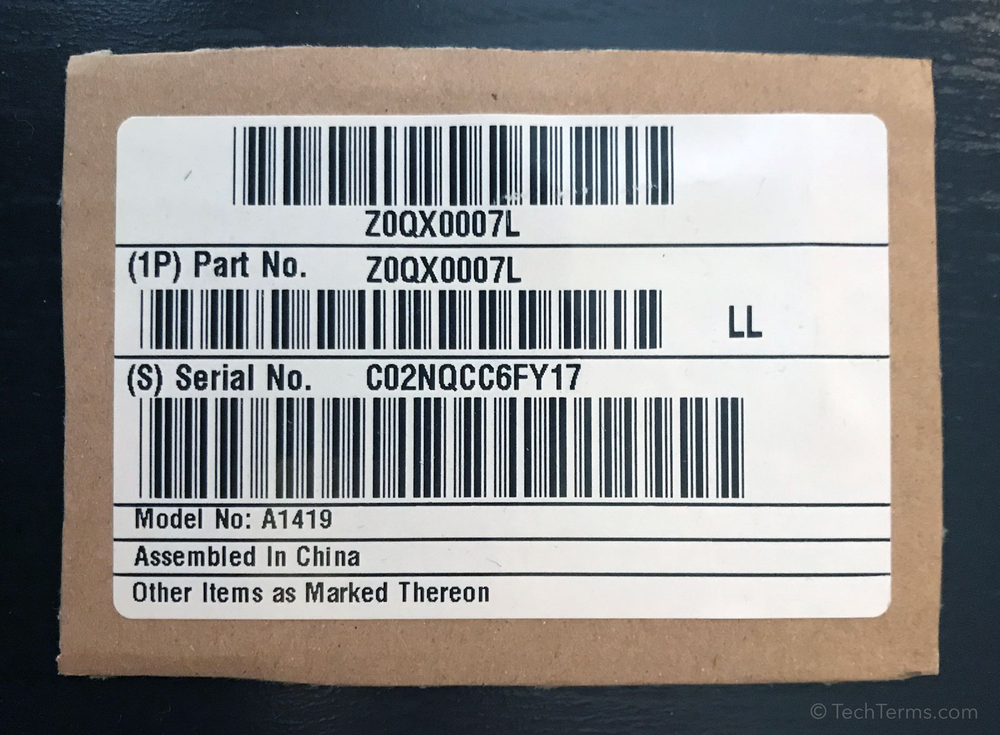 Z0QX0007L
(1P) Part No. Z0QX0007L
LL
(S) Serial No. C02NQCC6FY17
Model No: A1419
Assembled In China
Other Items as Marked Thereon
© TechTerms.com